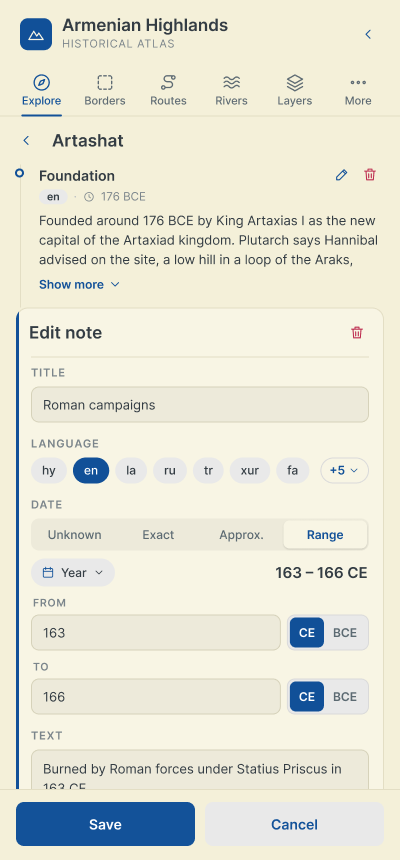 Armenian Highlands
HISTORICAL ATLAS
Explore
Borders
Routes
Rivers
Layers
More
Artashat
Foundation
en · 176 BCE
Founded around 176 BCE by King Artaxias I as the new
capital of the Artaxiad kingdom. Plutarch says Hannibal
advised on the site, a low hill in a loop of the Araks,
Show more
Edit note
TITLE
Roman campaigns
LANGUAGE
hy en la ru tr xur fa +5
DATE
Unknown Exact Approx. Range
Year 163 – 166 CE
FROM
163 CE BCE
TO
166 CE BCE
TEXT
Burned by Roman forces under Statius Priscus in
163 CE
Save Cancel